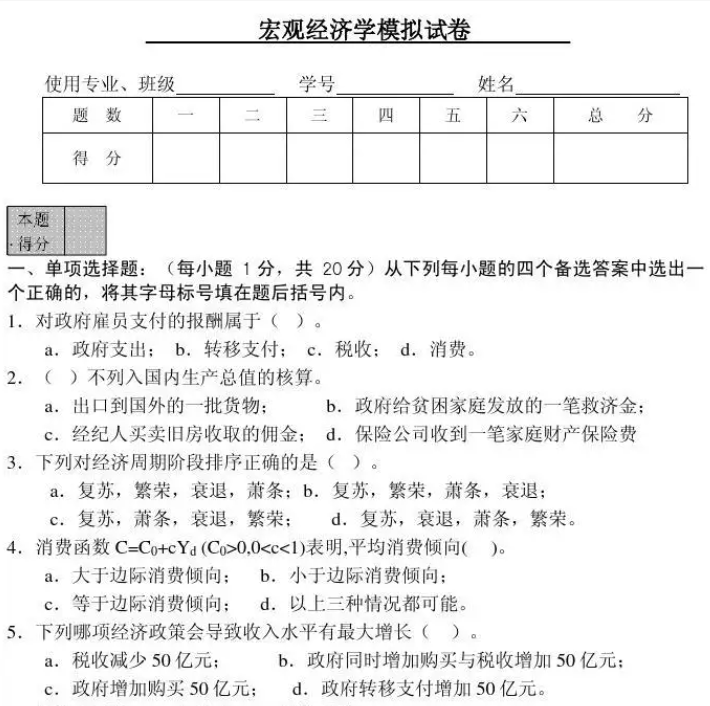 宏观经济学模拟试卷
使用专业、班级 学号 姓名
题 数 一 二 三 四 五 六 总 分
得 分
本题
·得分
一、单项选择题：（每小题 1 分，共 20 分）从下列每小题的四个备选答案中选出一
个正确的，将其字母标号填在题后括号内。
1．对政府雇员支付的报酬属于（ ）。
a．政府支出； b．转移支付； c．税收； d．消费。
2．（ ）不列入国内生产总值的核算。
a．出口到国外的一批货物； b．政府给贫困家庭发放的一笔救济金；
c．经纪人买卖旧房收取的佣金； d．保险公司收到一笔家庭财产保险费
3．下列对经济周期阶段排序正确的是（ ）。
a．复苏，繁荣，衰退，萧条；b．复苏，繁荣，萧条，衰退；
c．复苏，萧条，衰退，繁荣； d．复苏，衰退，萧条，繁荣。
4．消费函数 C=C₀+cYd (C₀>0,0<c<1)表明,平均消费倾向( )。
a．大于边际消费倾向； b．小于边际消费倾向；
c．等于边际消费倾向； d．以上三种情况都可能。
5．下列哪项经济政策会导致收入水平有最大增长（ ）。
a．税收减少 50 亿元； b．政府同时增加购买与税收增加 50 亿元；
c．政府增加购买 50 亿元； d．政府转移支付增加 50 亿元。